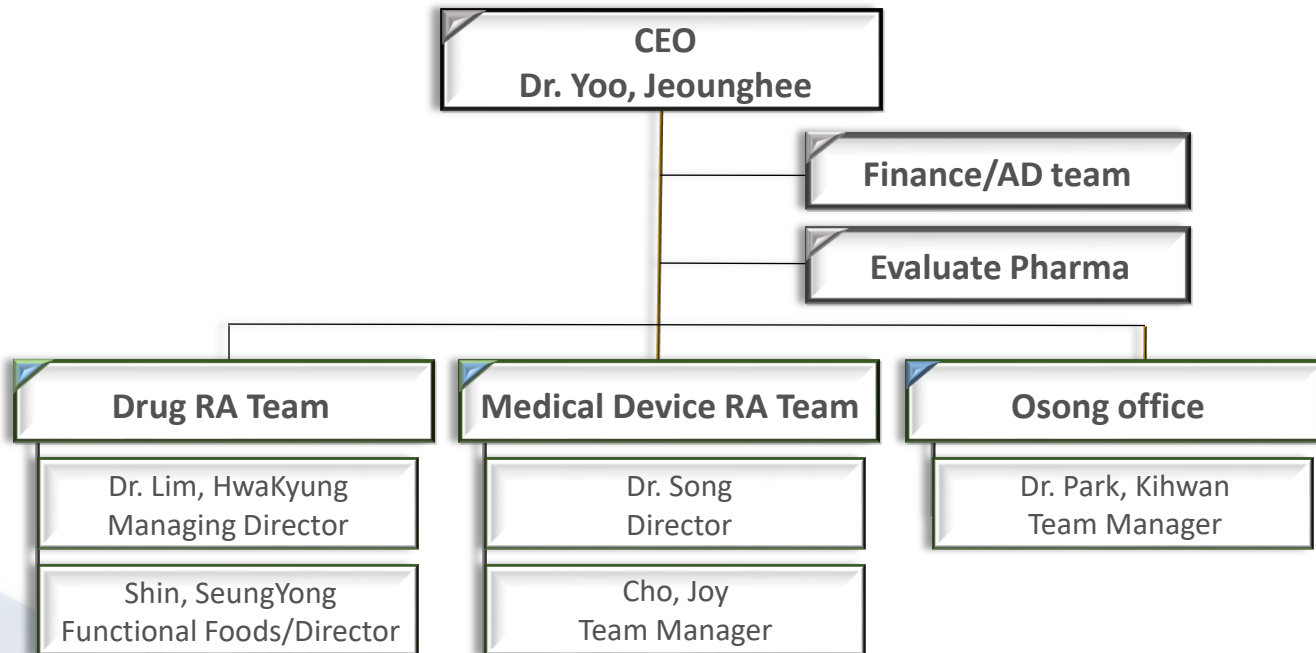 CEO
Dr. Yoo, Jeounghee
Finance/AD team
Evaluate Pharma
Drug RA Team
Medical Device RA Team
Osong office
Dr. Lim, HwaKyung
Managing Director
Dr. Song
Director
Dr. Park, Kihwan
Team Manager
Shin, SeungYong
Functional Foods/Director
Cho, Joy
Team Manager